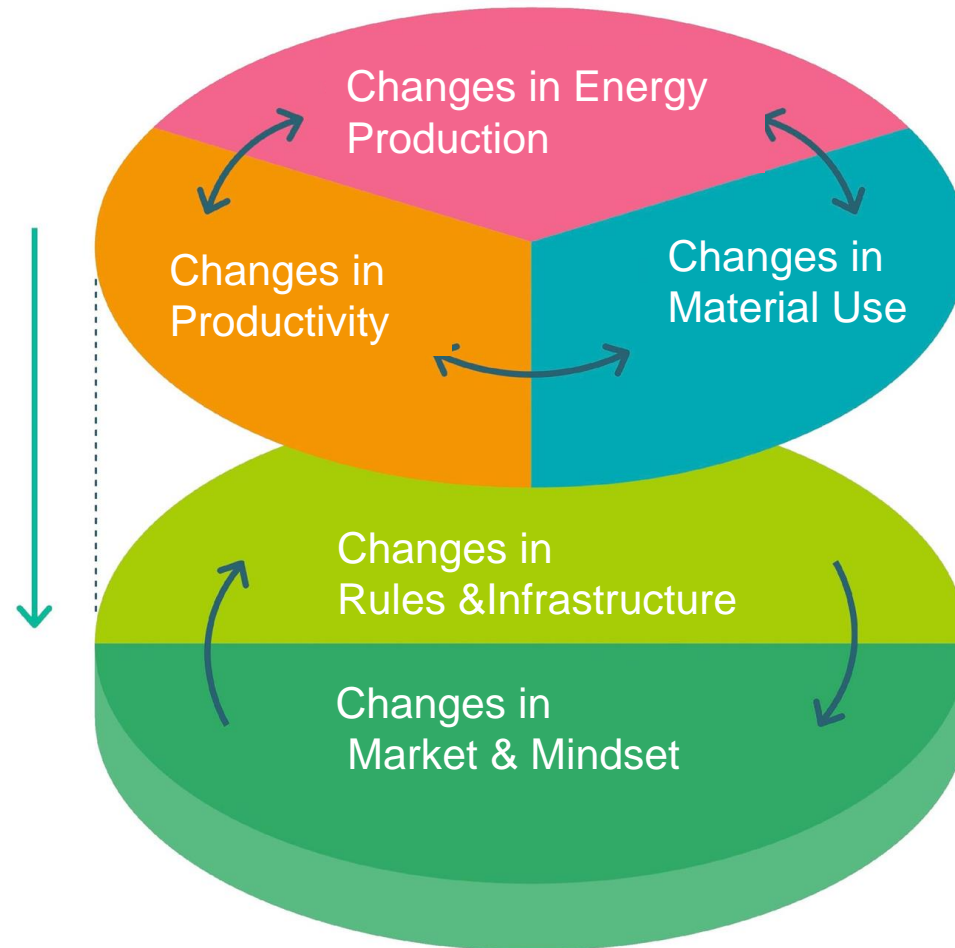 Changes in Energy
Production
Changes in
Productivity
Changes in
Material Use
Changes in
Rules &Infrastructure
Changes in
Market & Mindset